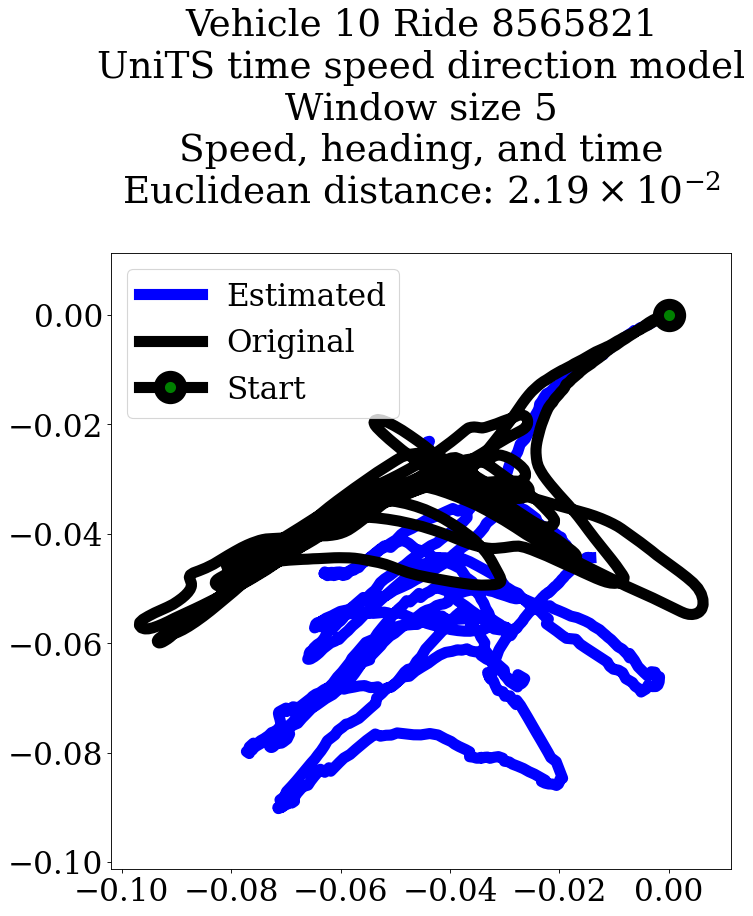 Vehicle 10 Ride 8565821
UniTS time speed direction model
Window size 5
Speed, heading, and time
Euclidean distance: 2.19 × 10⁻²
Estimated
Original
Start
0.00
−0.02
−0.04
−0.06
−0.08
−0.10
−0.10 −0.08 −0.06 −0.04 −0.02 0.00